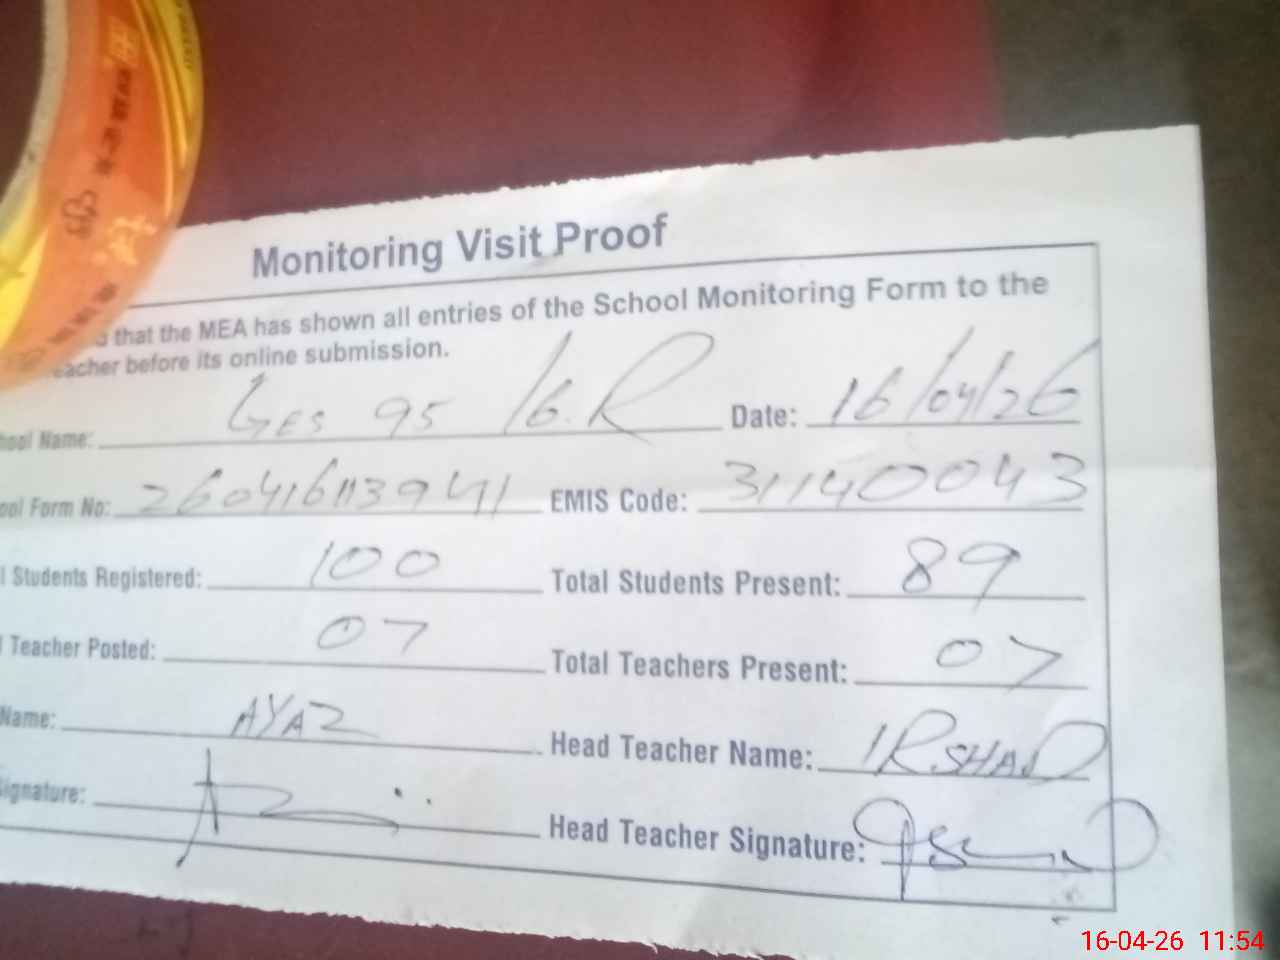 Monitoring Visit Proof
that the MEA has shown all entries of the School Monitoring Form to the
eacher before its online submission.
hool Name: GES 95/6.R Date: 16/04/26
ool Form No: 260416113941 EMIS Code: 31140043
l Students Registered: 100 Total Students Present: 89
Teacher Posted: 07 Total Teachers Present: 07
Name: AYAZ Head Teacher Name: IRSHAD
Signature: Head Teacher Signature:
16-04-26 11:54